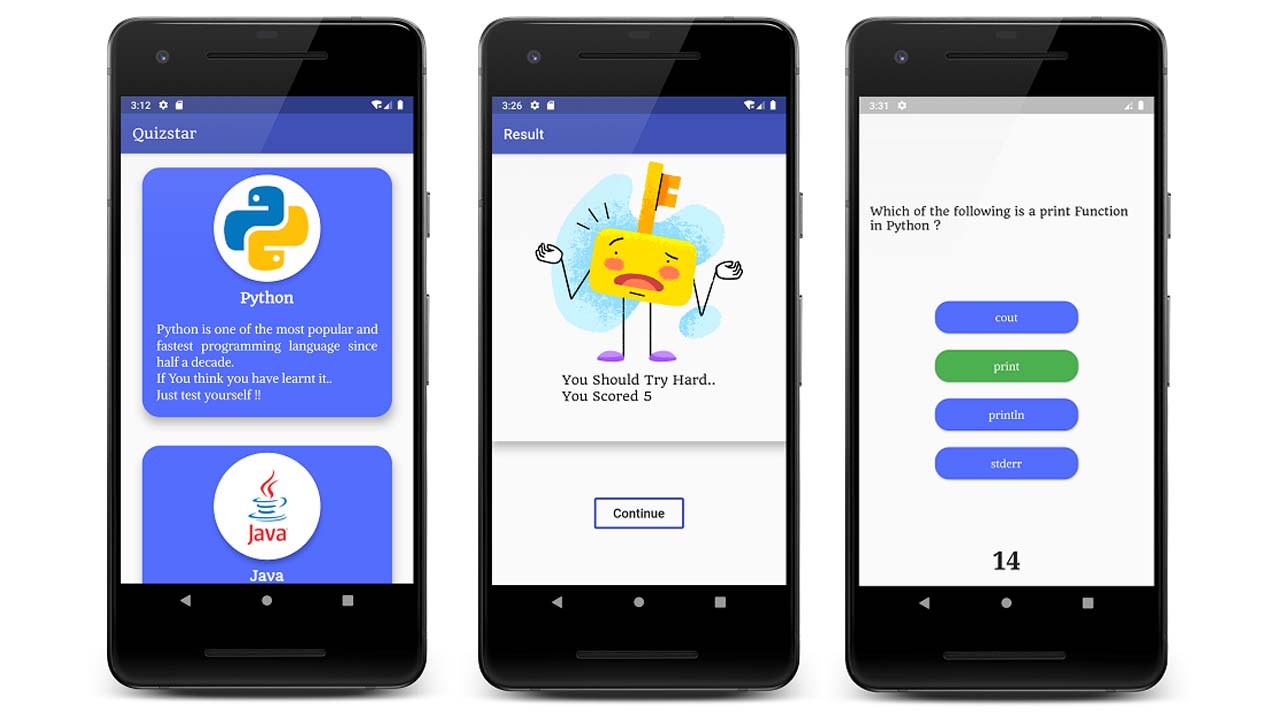 3:12
Quizstar
Python
Python is one of the most popular and
fastest programming language since
half a decade.
If You think you have learnt it..
Just test yourself !!
Java
Java
3:26
Result
You Should Try Hard..
You Scored 5
Continue
3:31
Which of the following is a print Function
in Python ?
cout
print
println
stderr
14